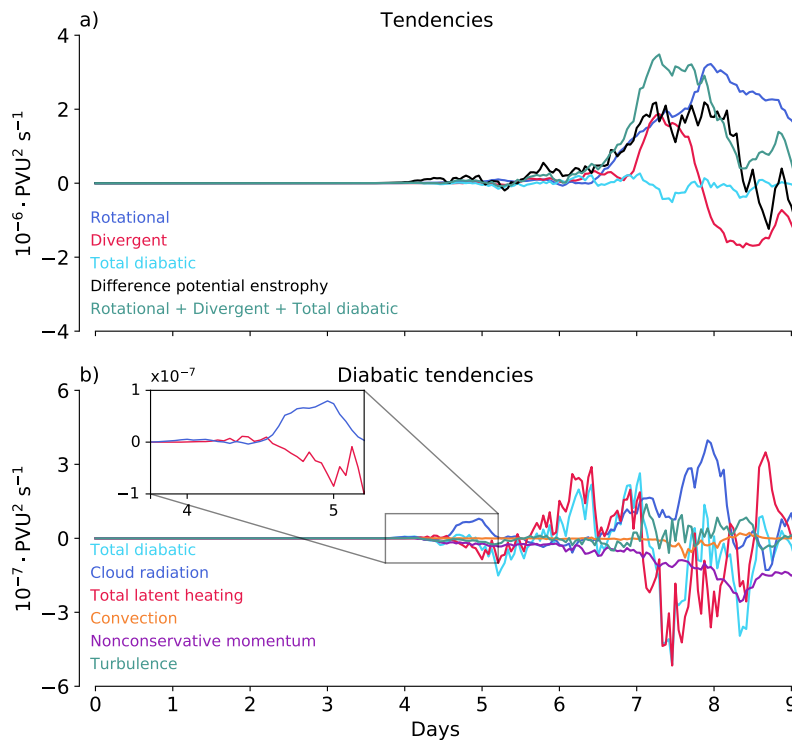 a)
Tendencies
4
2
0
−2
−4
10⁻⁶ · PVU² s⁻¹
Rotational
Divergent
Total diabatic
Difference potential enstrophy
Rotational + Divergent + Total diabatic
b)
Diabatic tendencies
x10⁻⁷
1
0
−1
4 5
6
3
0
−3
−6
10⁻⁷ · PVU² s⁻¹
Total diabatic
Cloud radiation
Total latent heating
Convection
Nonconservative momentum
Turbulence
0 1 2 3 4 5 6 7 8 9
Days